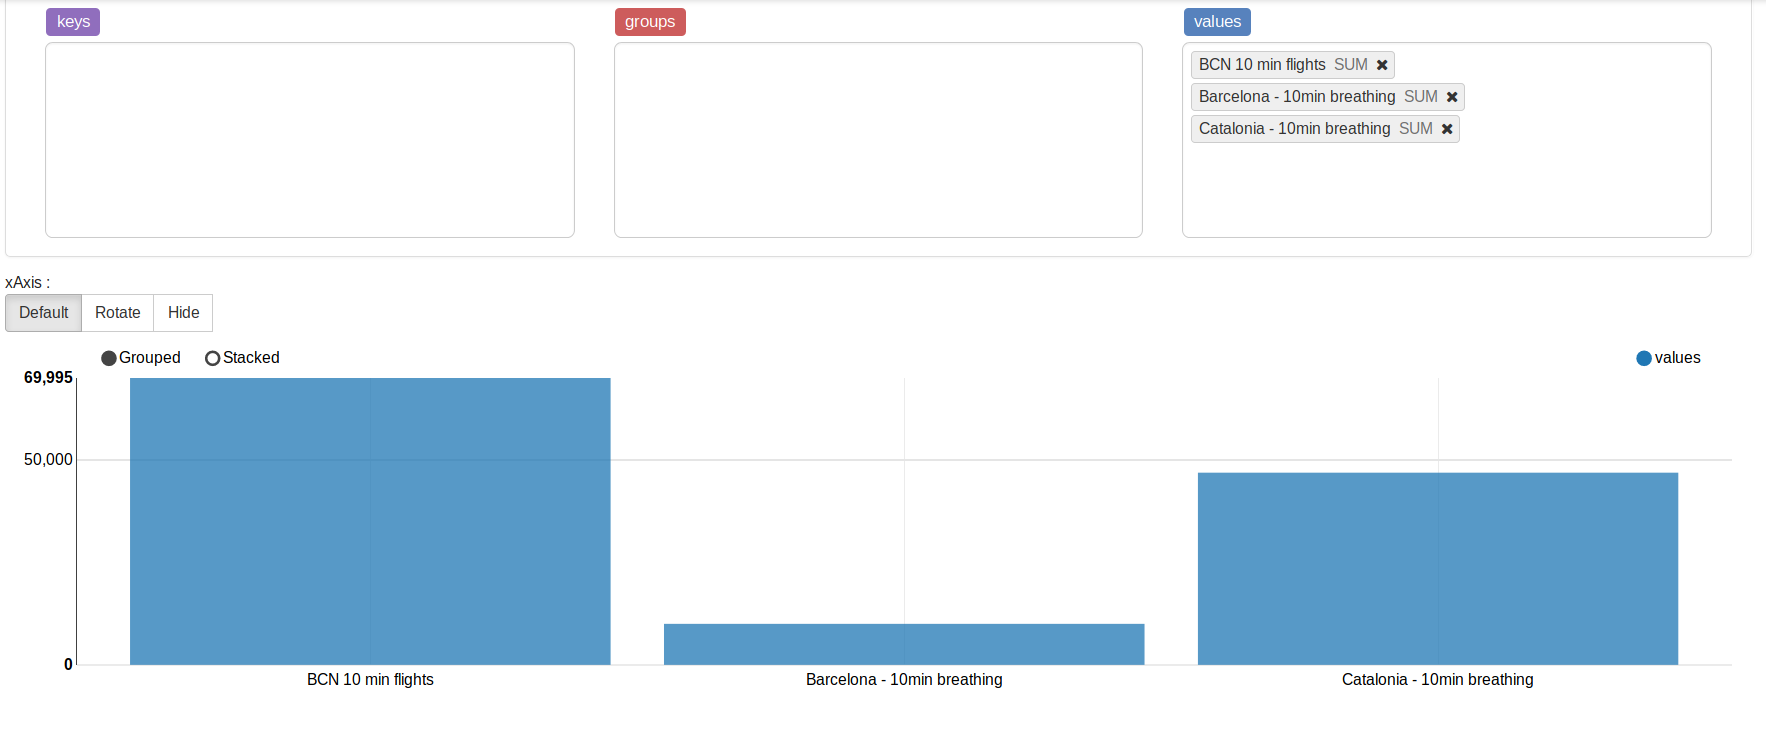 keys groups values
BCN 10 min flights SUM ✖
Barcelona - 10min breathing SUM ✖
Catalonia - 10min breathing SUM ✖
xAxis :
Default Rotate Hide
Grouped Stacked values
69,995
50,000
0
BCN 10 min flights Barcelona - 10min breathing Catalonia - 10min breathing